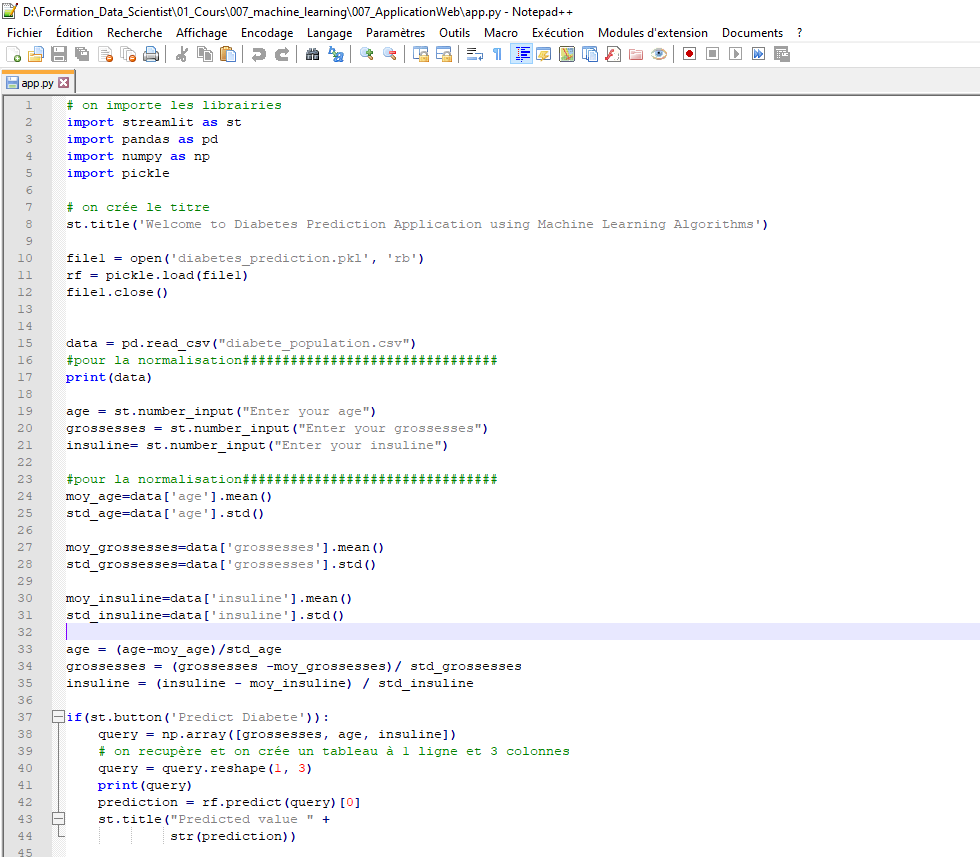 D:\Formation_Data_Scientist\01_Cours\007_machine_learning\007_ApplicationWeb\app.py - Notepad++
Fichier Édition Recherche Affichage Encodage Langage Paramètres Outils Macro Exécution Modules d'extension Documents ?
app.py
1 # on importe les librairies
2 import streamlit as st
3 import pandas as pd
4 import numpy as np
5 import pickle
6
7 # on crée le titre
8 st.title('Welcome to Diabetes Prediction Application using Machine Learning Algorithms')
9
10 file1 = open('diabetes_prediction.pkl', 'rb')
11 rf = pickle.load(file1)
12 file1.close()
13
14
15 data = pd.read_csv("diabete_population.csv")
16 #pour la normalisation################################
17 print(data)
18
19 age = st.number_input("Enter your age")
20 grossesses = st.number_input("Enter your grossesses")
21 insuline= st.number_input("Enter your insuline")
22
23 #pour la normalisation################################
24 moy_age=data['age'].mean()
25 std_age=data['age'].std()
26
27 moy_grossesses=data['grossesses'].mean()
28 std_grossesses=data['grossesses'].std()
29
30 moy_insuline=data['insuline'].mean()
31 std_insuline=data['insuline'].std()
32
33 age = (age-moy_age)/std_age
34 grossesses = (grossesses -moy_grossesses)/ std_grossesses
35 insuline = (insuline - moy_insuline) / std_insuline
36
37 if(st.button('Predict Diabete')):
38     query = np.array([grossesses, age, insuline])
39     # on recupère et on crée un tableau à 1 ligne et 3 colonnes
40     query = query.reshape(1, 3)
41     print(query)
42     prediction = rf.predict(query)[0]
43     st.title("Predicted value " +
44              str(prediction))
45